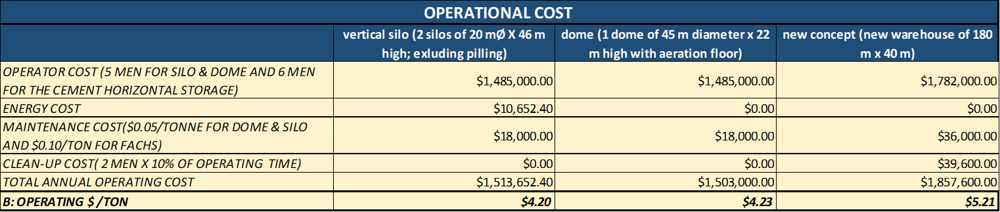 OPERATIONAL COST
vertical silo (2 silos of 20 mØ X 46 m
high; exluding pilling)
dome (1 dome of 45 m diameter x 22
m high with aeration floor)
new concept (new warehouse of 180
m x 40 m)
OPERATOR COST (5 MEN FOR SILO & DOME AND 6 MEN
FOR THE CEMENT HORIZONTAL STORAGE)
$1,485,000.00
$1,485,000.00
$1,782,000.00
ENERGY COST
$10,652.40
$0.00
$0.00
MAINTENANCE COST($0.05/TONNE FOR DOME & SILO
AND $0.10/TON FOR FACHS)
$18,000.00
$18,000.00
$36,000.00
CLEAN-UP COST( 2 MEN X 10% OF OPERATING TIME)
$0.00
$0.00
$39,600.00
TOTAL ANNUAL OPERATING COST
$1,513,652.40
$1,503,000.00
$1,857,600.00
B: OPERATING $ /TON
$4.20
$4.23
$5.21